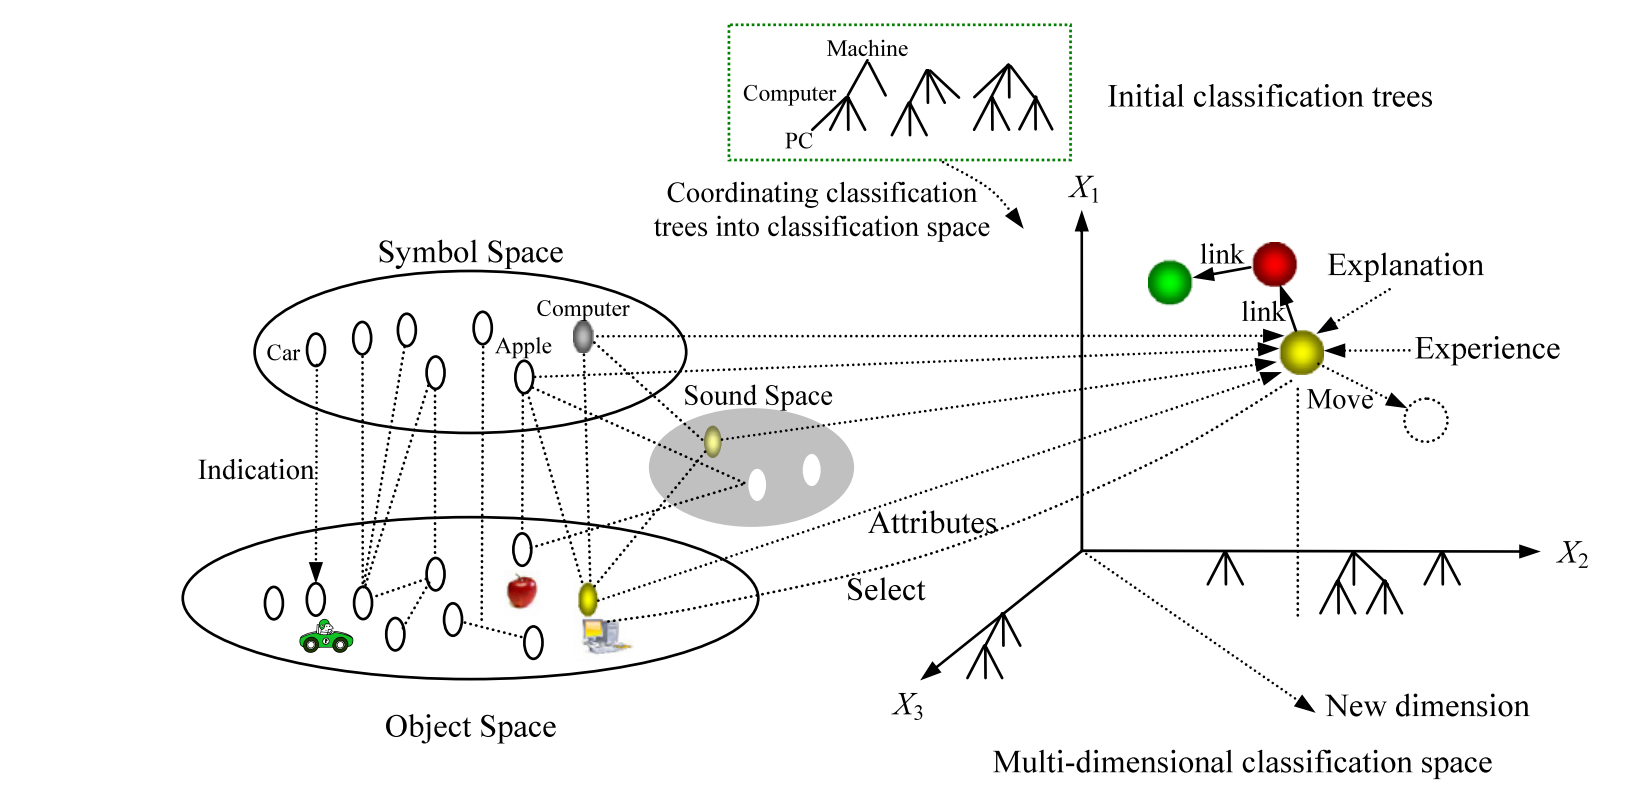 Machine
Computer
PC
Initial classification trees
Coordinating classification
trees into classification space
X1
Symbol Space
link
Explanation
Computer
link
Car
Apple
Experience
Sound Space
Move
Indication
Attributes
X2
Select
X3
New dimension
Object Space
Multi-dimensional classification space